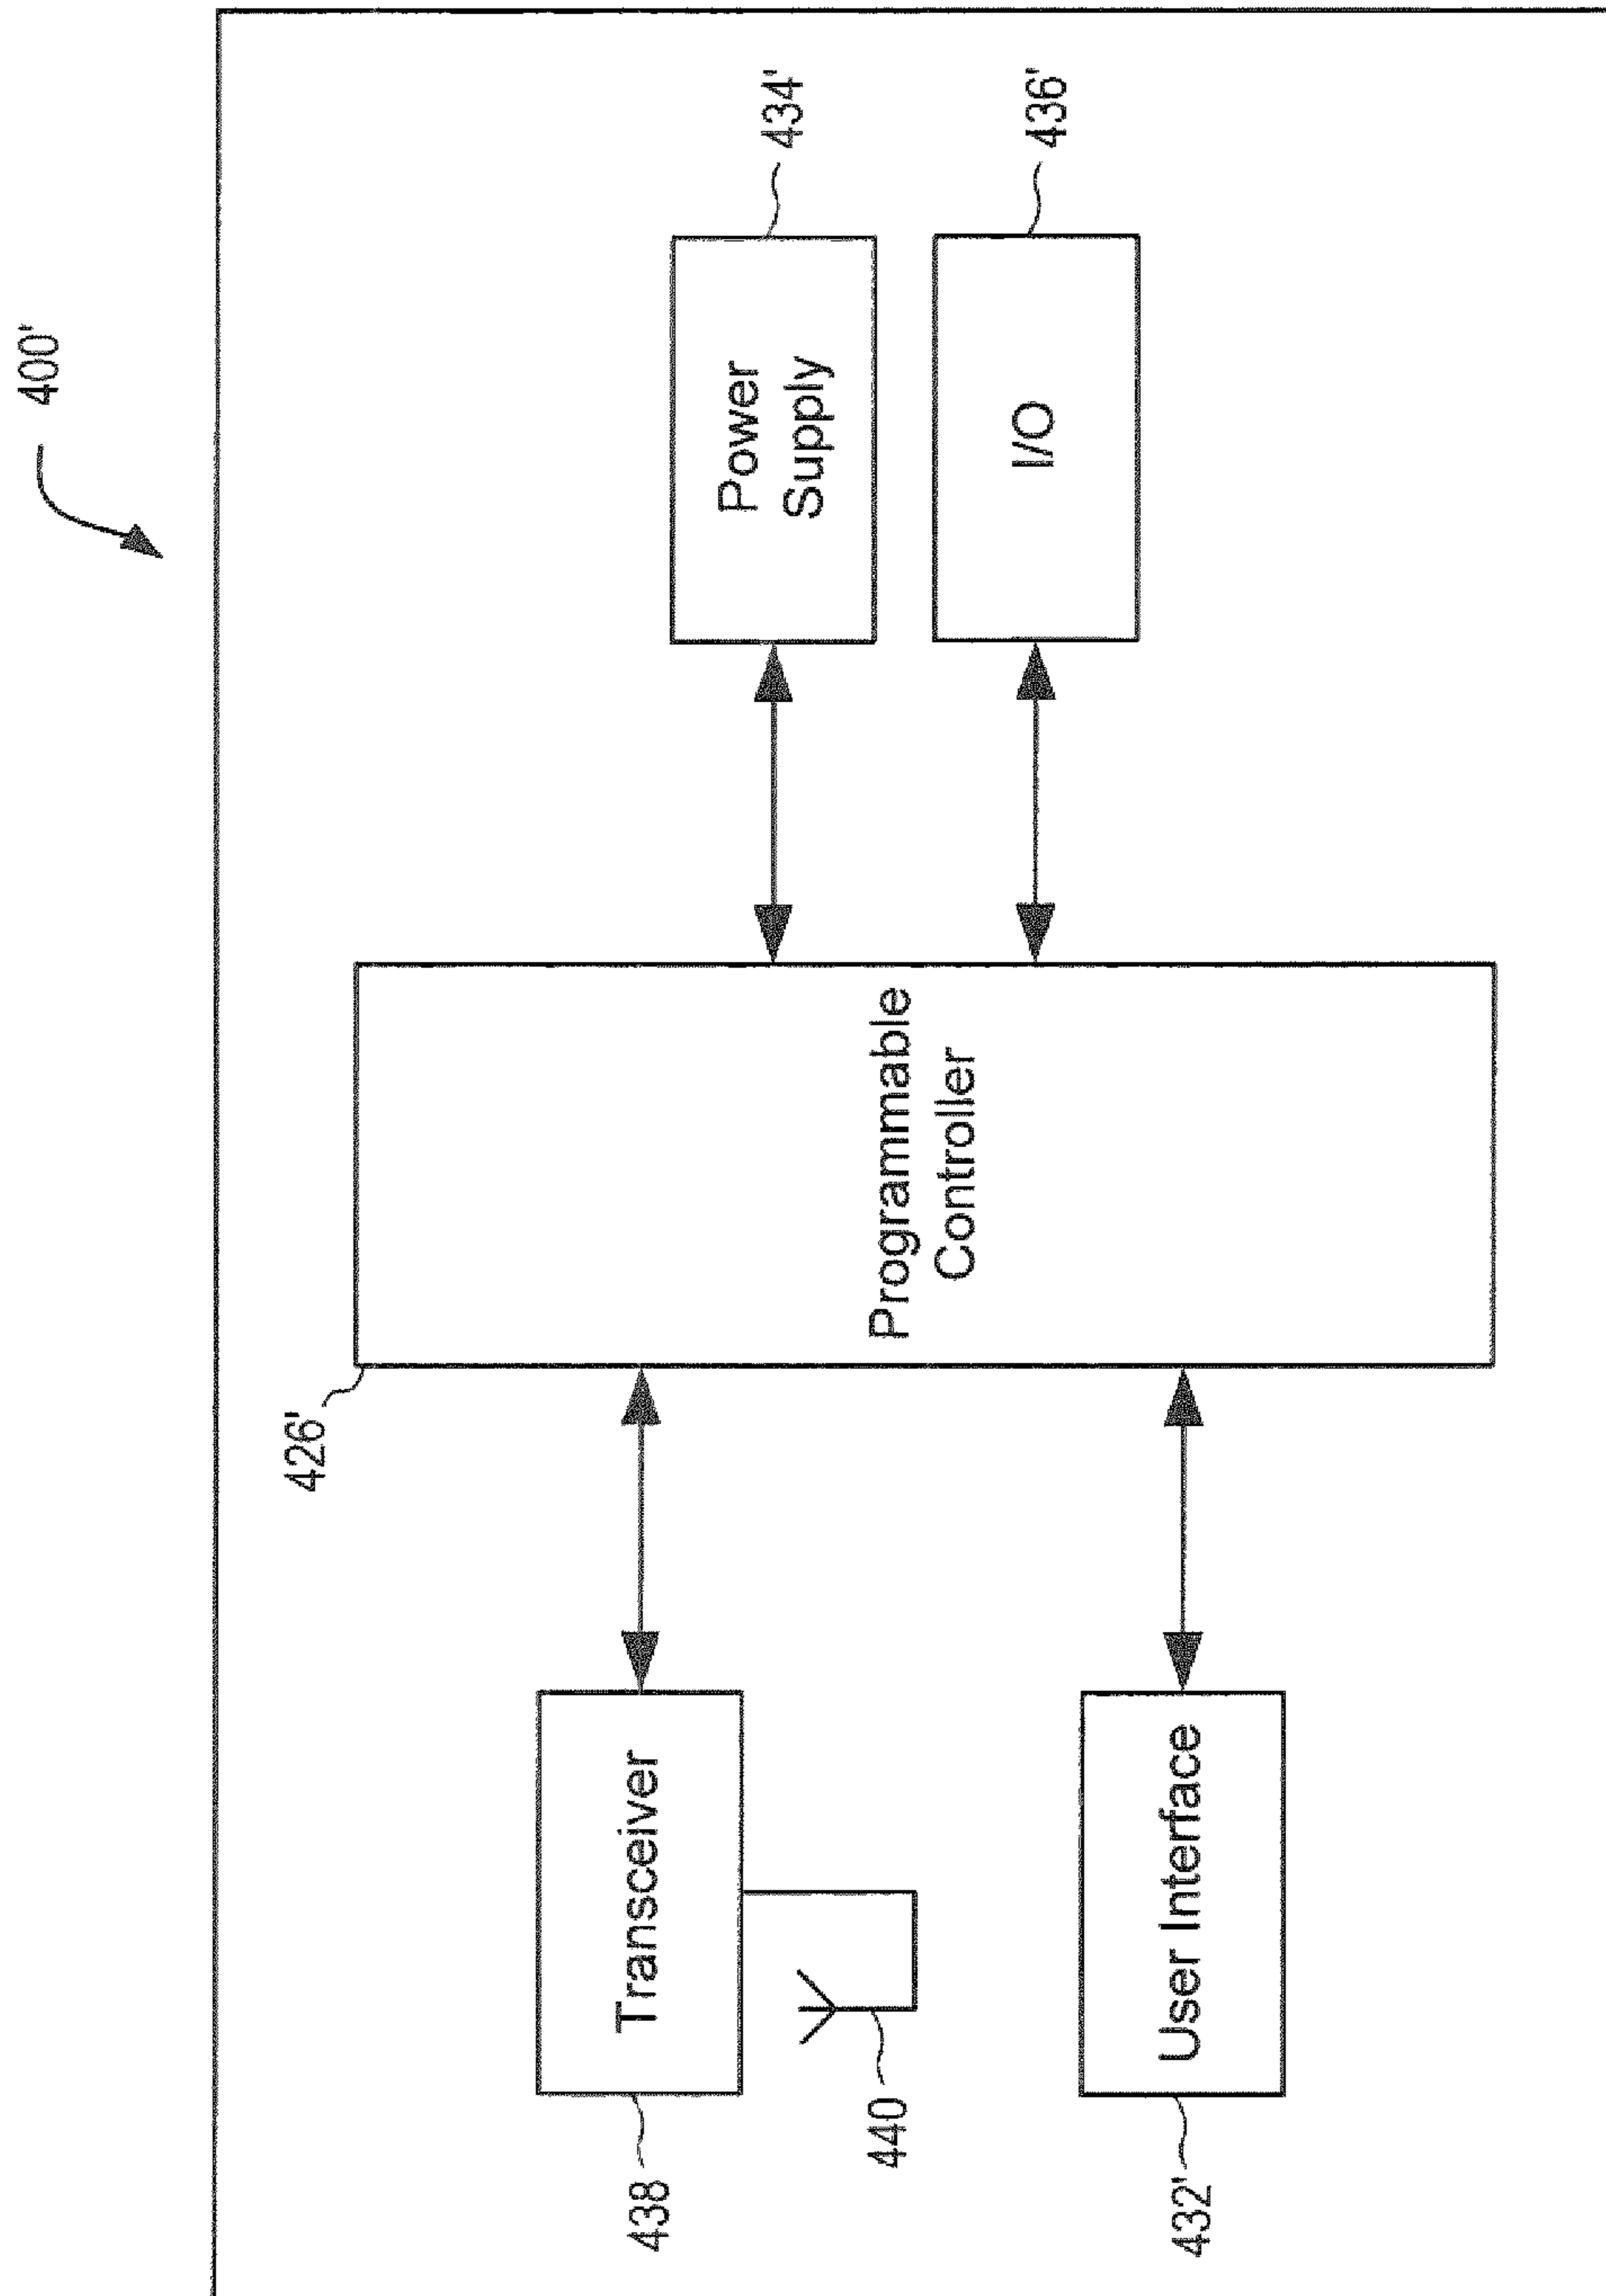 400'
438
Transceiver
440
432'
User Interface
426'
Programmable
Controller
Power
Supply
434'
I/O
436'